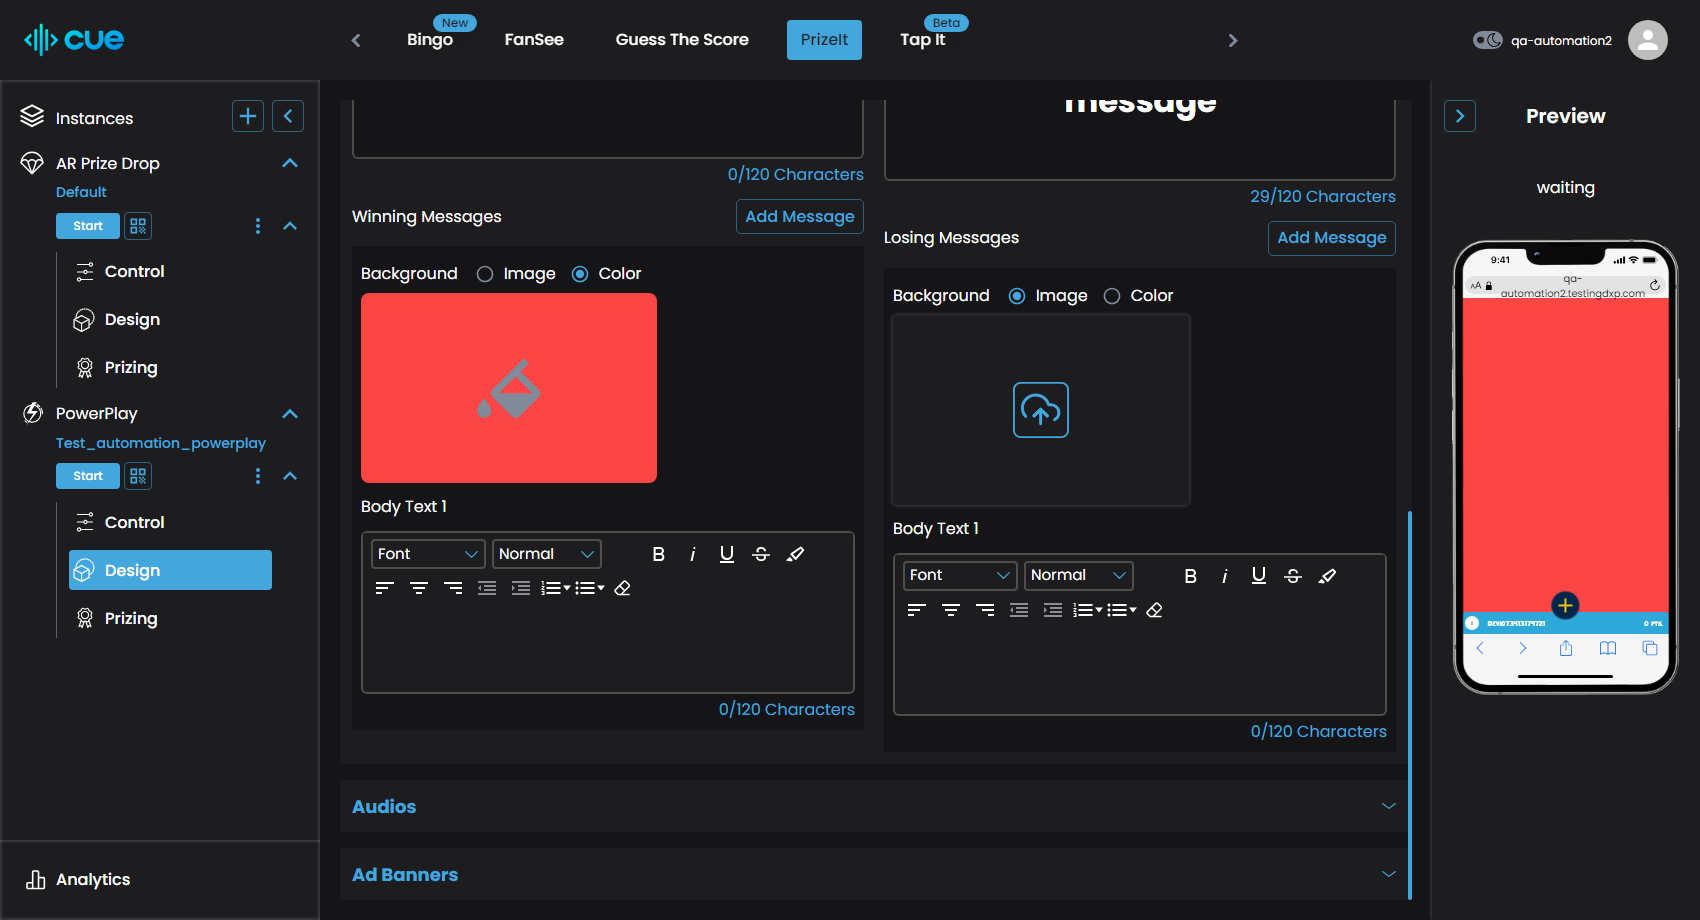 cue
New
Bingo
FanSee
Guess The Score
PrizeIt
Beta
Tap It
qa-automation2
Instances
AR Prize Drop
Default
Start
Control
Design
Prizing
PowerPlay
Test_automation_powerplay
Start
Control
Design
Prizing
Analytics
0/120 Characters
Winning Messages
Add Message
Background
Image
Color
Body Text 1
Font
Normal
B i U S
0/120 Characters
message
29/120 Characters
Losing Messages
Add Message
Background
Image
Color
Body Text 1
Font
Normal
B i U S
0/120 Characters
Audios
Ad Banners
Preview
waiting
9:41
AA
qa-
automation2.testingdxp.com
0 PTS.